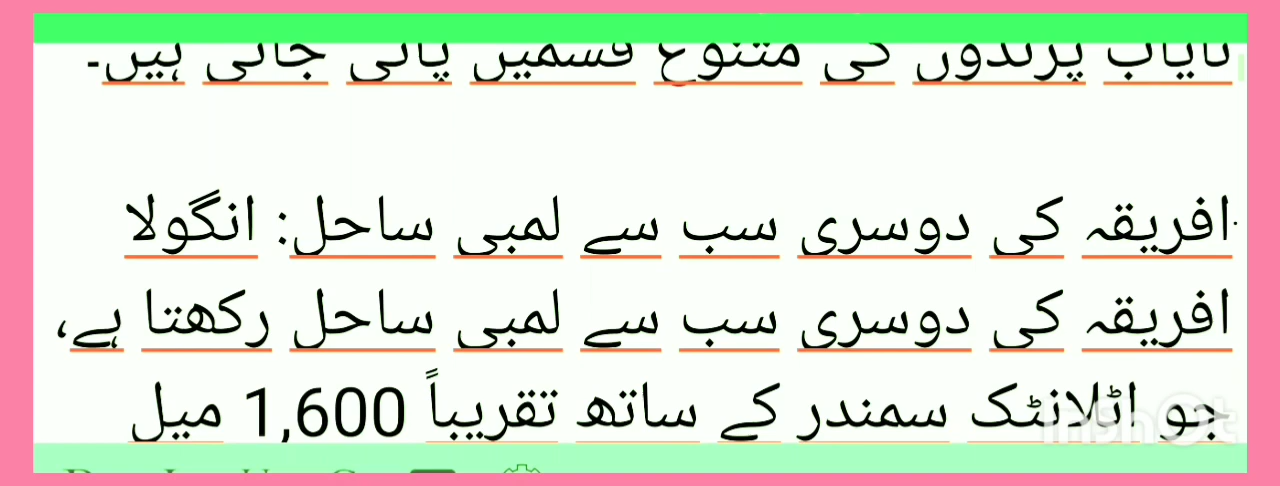 نایاب پرندوں کی متنوع قسمیں پائی جاتی ہیں۔
افریقہ کی دوسری سب سے لمبی ساحل: انگولا
افریقہ کی دوسری سب سے لمبی ساحل رکھتا ہے،
جو اٹلانٹک سمندر کے ساتھ تقریباً 1,600 میل
InShOt